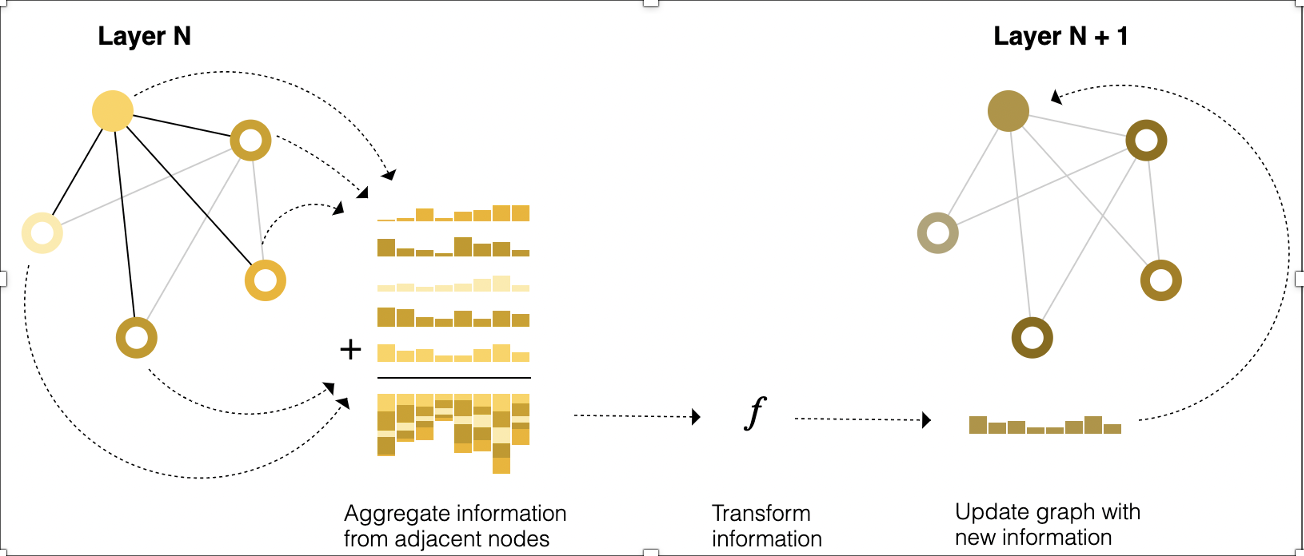 Layer N
Layer N + 1
+
f
Aggregate information
from adjacent nodes
Transform
information
Update graph with
new information